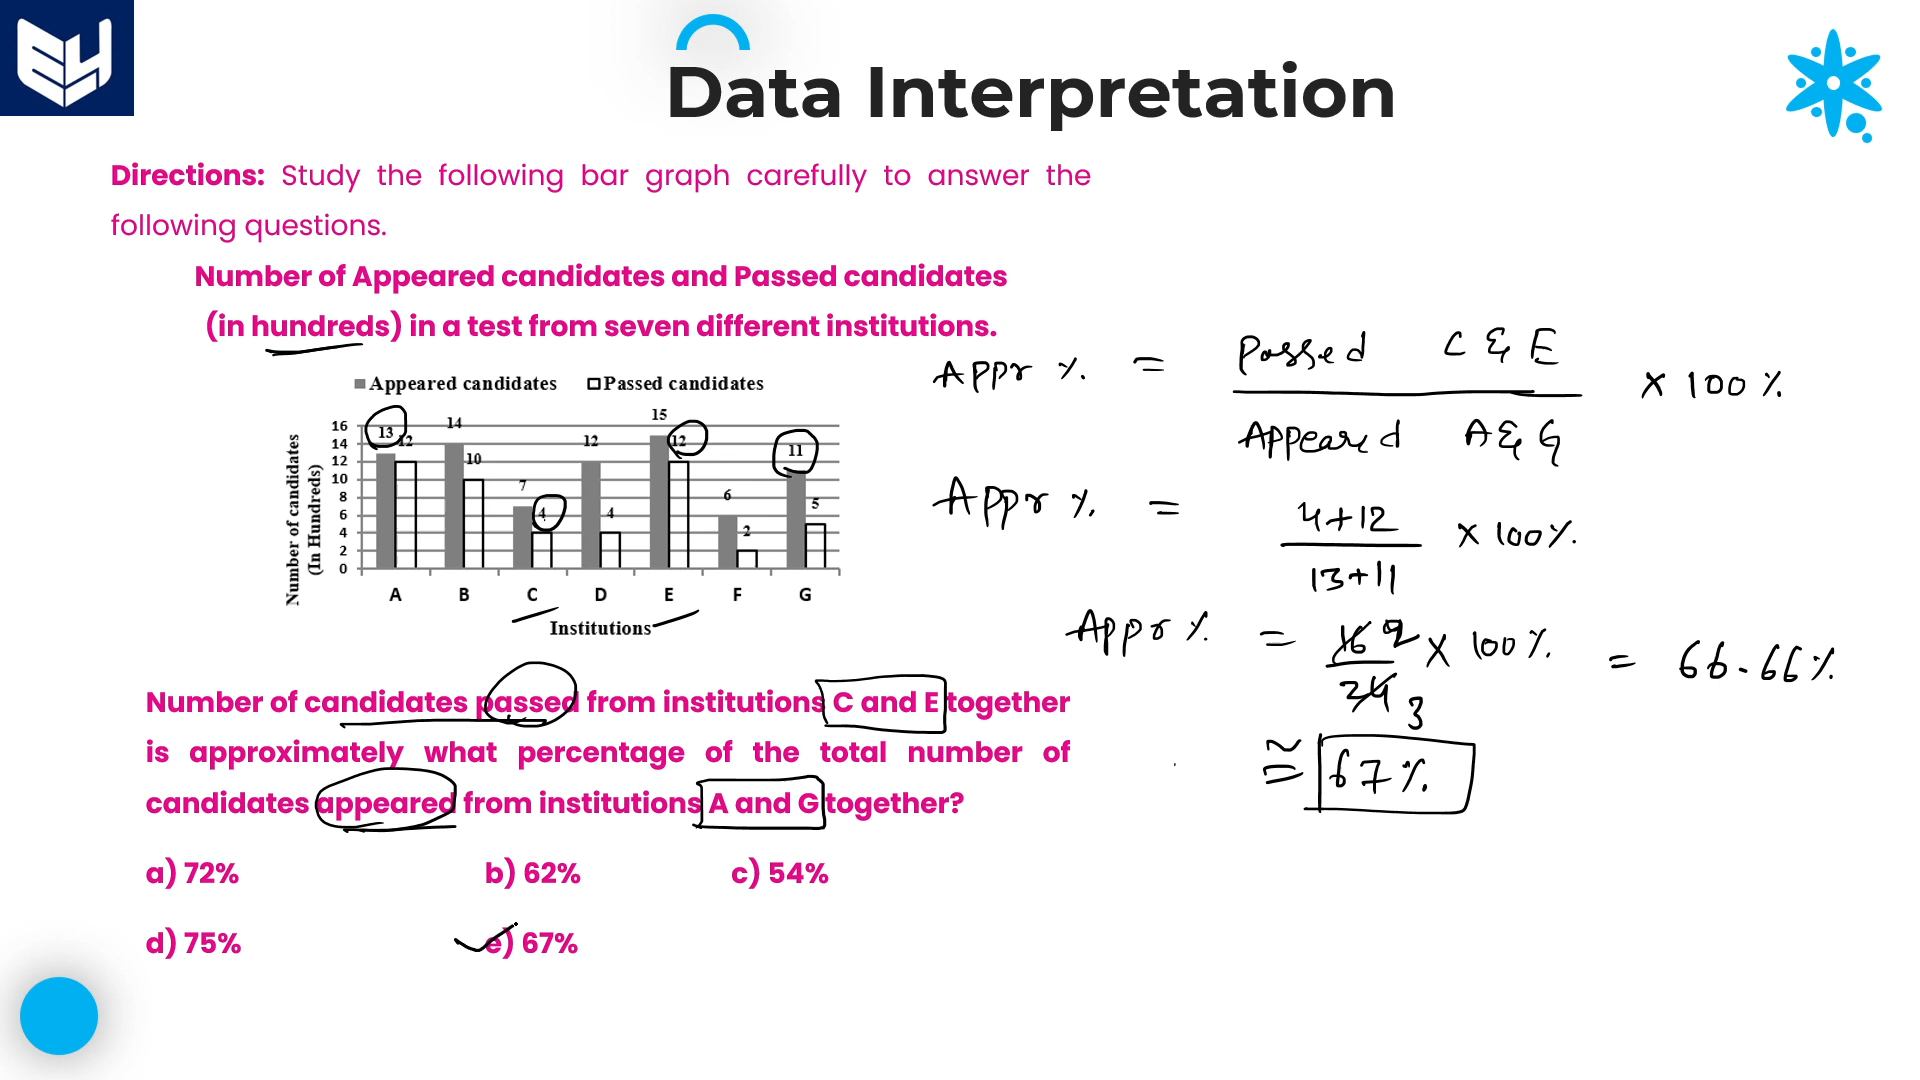 EY
Data Interpretation
Directions: Study the following bar graph carefully to answer the
following questions.
Number of Appeared candidates and Passed candidates
(in hundreds) in a test from seven different institutions.
Appeared candidates Passed candidates
Number of candidates
(In Hundreds)
16
14
12
10
8
6
4
2
0
13 12 14 10 7 4 12 4 15 12 6 2 11 5
A B C D E F G
Institutions
Number of candidates passed from institutions C and E together
is approximately what percentage of the total number of
candidates appeared from institutions A and G together?
a) 72% b) 62% c) 54%
d) 75% e) 67%
Appr %. = Passed C & E / Appeared A & G × 100 %
Appr %. = 4+12 / 13+11 × 100%.
Appr %. = 16 2 / 24 3 × 100 %. = 66.66 %.
≅ 67 %.